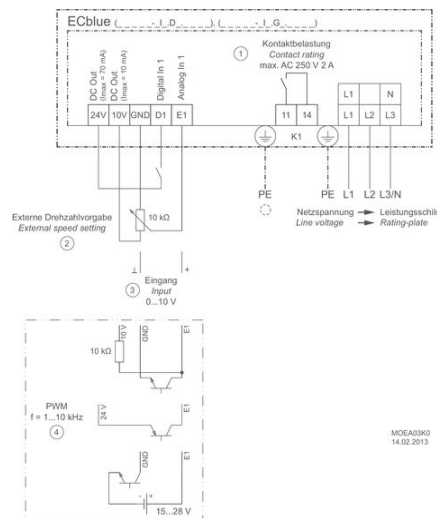 ECblue (_ _ _ _ _-_ I ._D_._ _), (_ _ _ _ _-_ I ._G_._ _)
DC Out
(Imax = 70 mA)
DC Out
(Imax = 10 mA)
Digital In 1
Analog In 1
1
Kontaktbelastung
Contact rating
max. AC 250 V 2 A
L1 N
24V 10V GND D1 E1 11 14 L1 L2 L3
K1
PE PE L1 L2 L3/N
Externe Drehzahlvorgabe
External speed setting
2
10 kΩ
Netzspannung Leistungsschild
Line voltage Rating-plate
3
⊥ +
Eingang
Input
0...10 V
10 kΩ
10 V
GND
E1
PWM
f = 1...10 kHz
4
24 V
E1
GND
E1
- +
15...28 V
MOEA03K0
14.02.2013